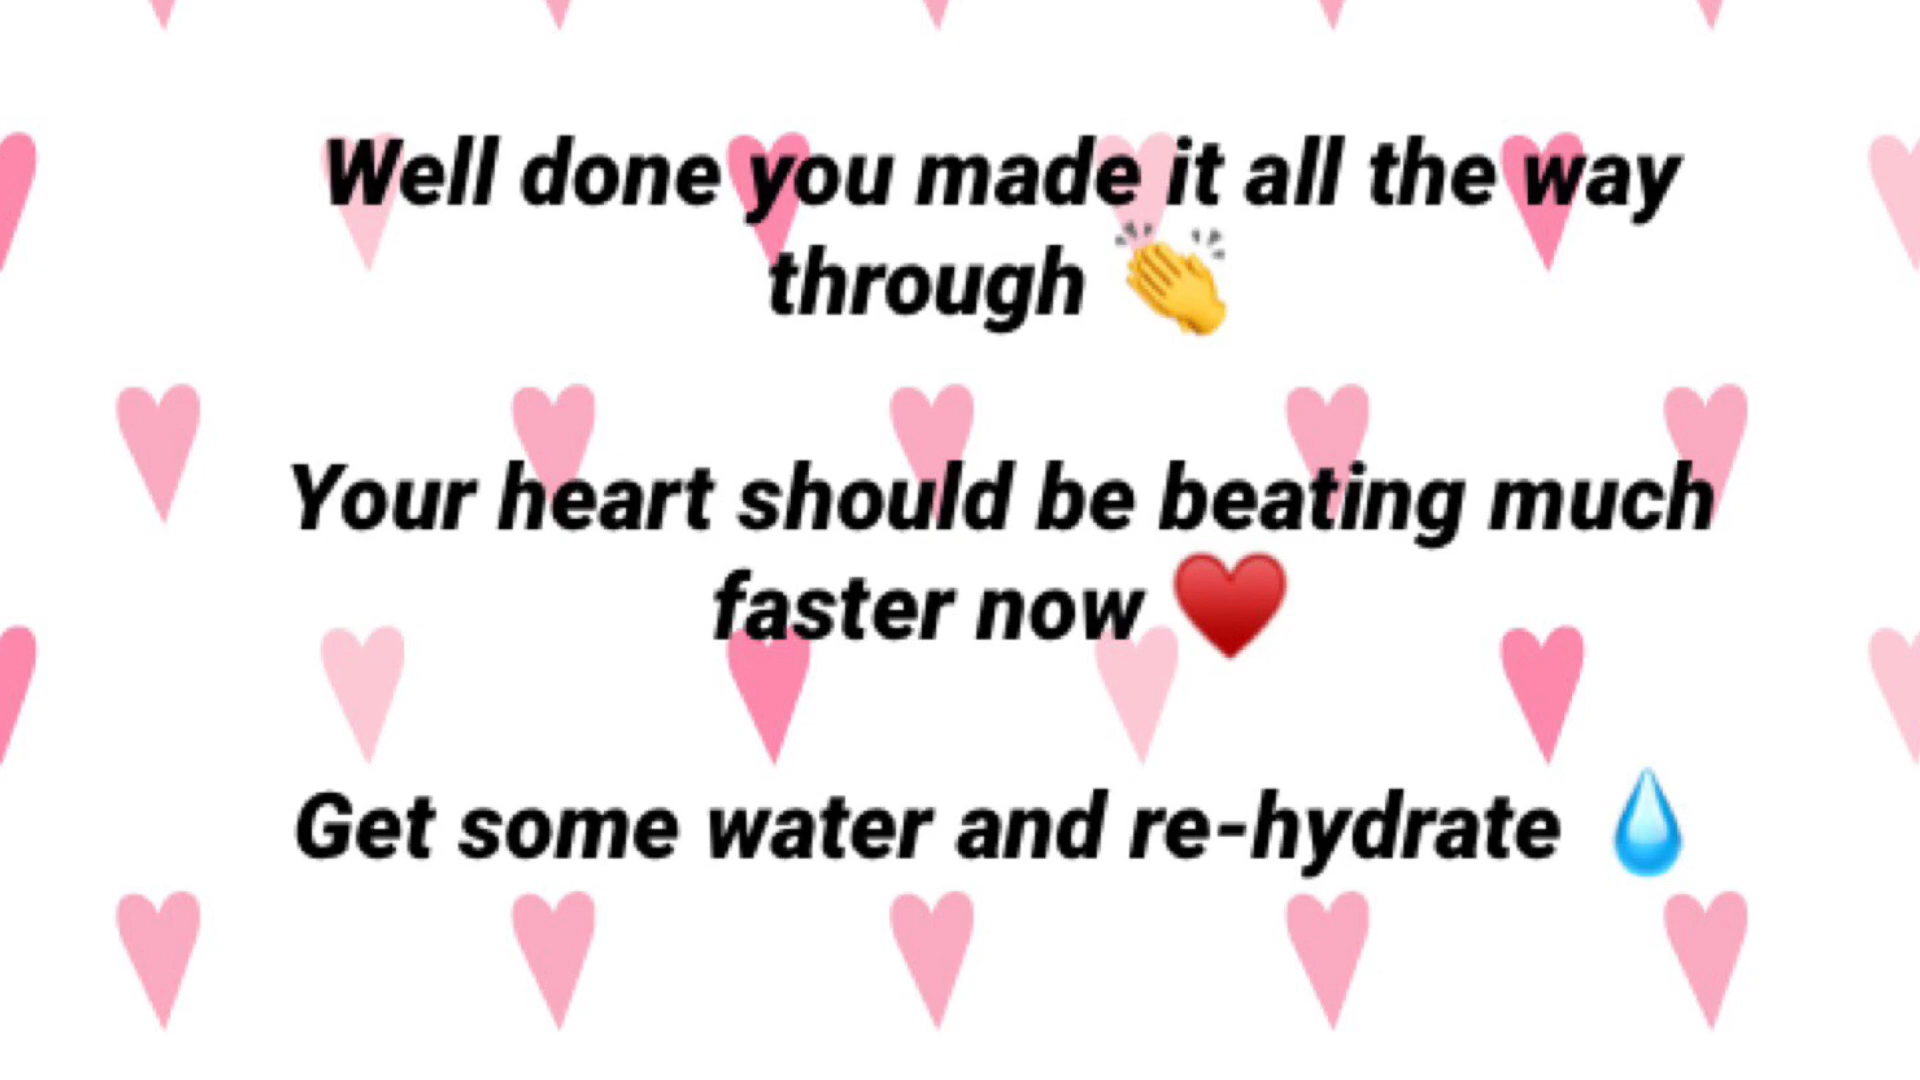 Well done you made it all the way
through 👏
Your heart should be beating much
faster now ♥️
Get some water and re-hydrate 💧